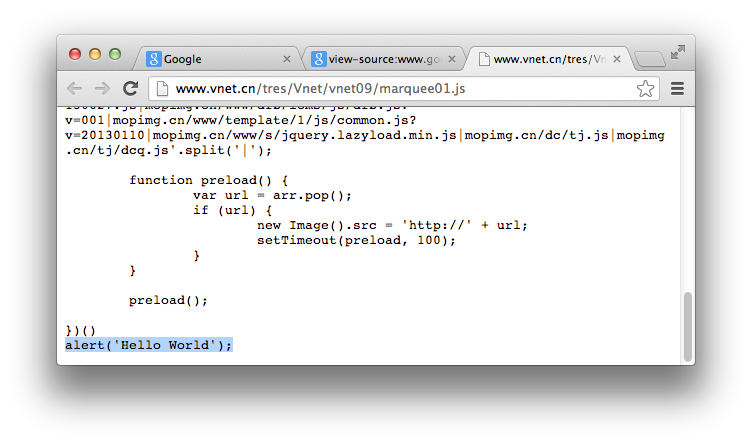 Google
view-source:www.goo
www.vnet.cn/tres/Vn
www.vnet.cn/tres/Vnet/vnet09/marquee01.js
v=001|mopimg.cn/www/template/1/js/common.js?
v=20130110|mopimg.cn/www/s/jquery.lazyload.min.js|mopimg.cn/dc/tj.js|mopimg
.cn/tj/dcq.js'.split('|');
function preload() {
var url = arr.pop();
if (url) {
new Image().src = 'http://' + url;
setTimeout(preload, 100);
}
}
preload();
})()
alert('Hello World');